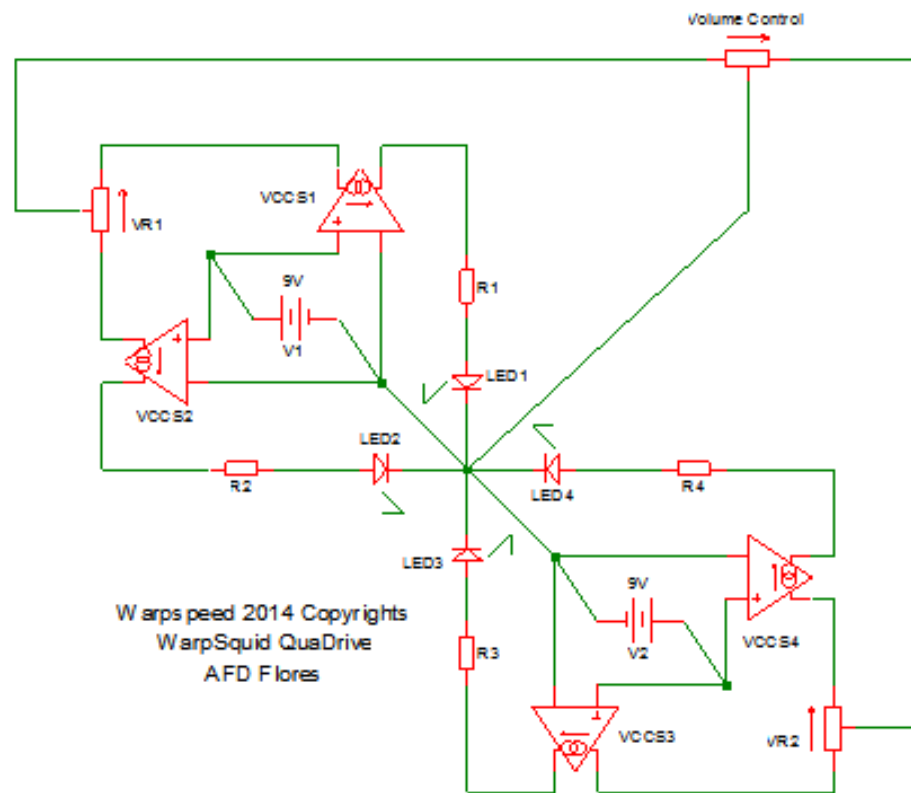 Volume Control
VCCS1
VR1
9V
R1
V1
LED1
VCCS2
LED2
R2
LED4
R4
LED3
9V
Warpspeed 2014 Copyrights
WarpSquid QuaDrive
AFD Flores
R3
V2
VCCS4
VCCS3
VR2